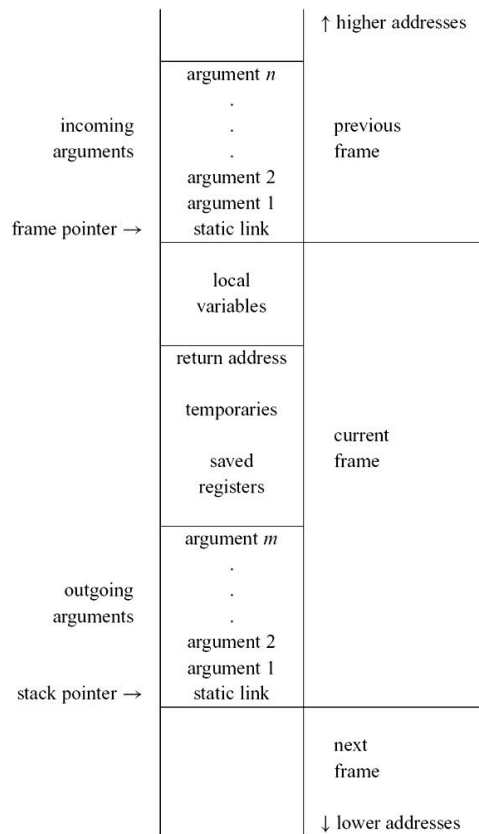 ↑ higher addresses
argument n
.
incoming . previous
arguments . frame
argument 2
argument 1
frame pointer → static link
local
variables
return address
temporaries
current
saved frame
registers
argument m
.
outgoing .
arguments .
argument 2
argument 1
stack pointer → static link
next
frame
↓ lower addresses